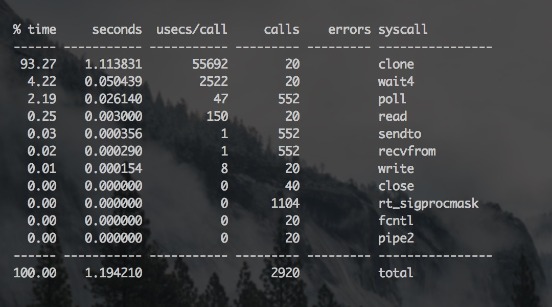 % time     seconds  usecs/call     calls    errors syscall
------ ----------- ----------- --------- --------- ----------------
 93.27    1.113831       55692        20           clone
  4.22    0.050439        2522        20           wait4
  2.19    0.026140          47       552           poll
  0.25    0.003000         150        20           read
  0.03    0.000356           1       552           sendto
  0.02    0.000290           1       552           recvfrom
  0.01    0.000154           8        20           write
  0.00    0.000000           0        40           close
  0.00    0.000000           0      1104           rt_sigprocmask
  0.00    0.000000           0        20           fcntl
  0.00    0.000000           0        20           pipe2
------ ----------- ----------- --------- --------- ----------------
100.00    1.194210                  2920           total